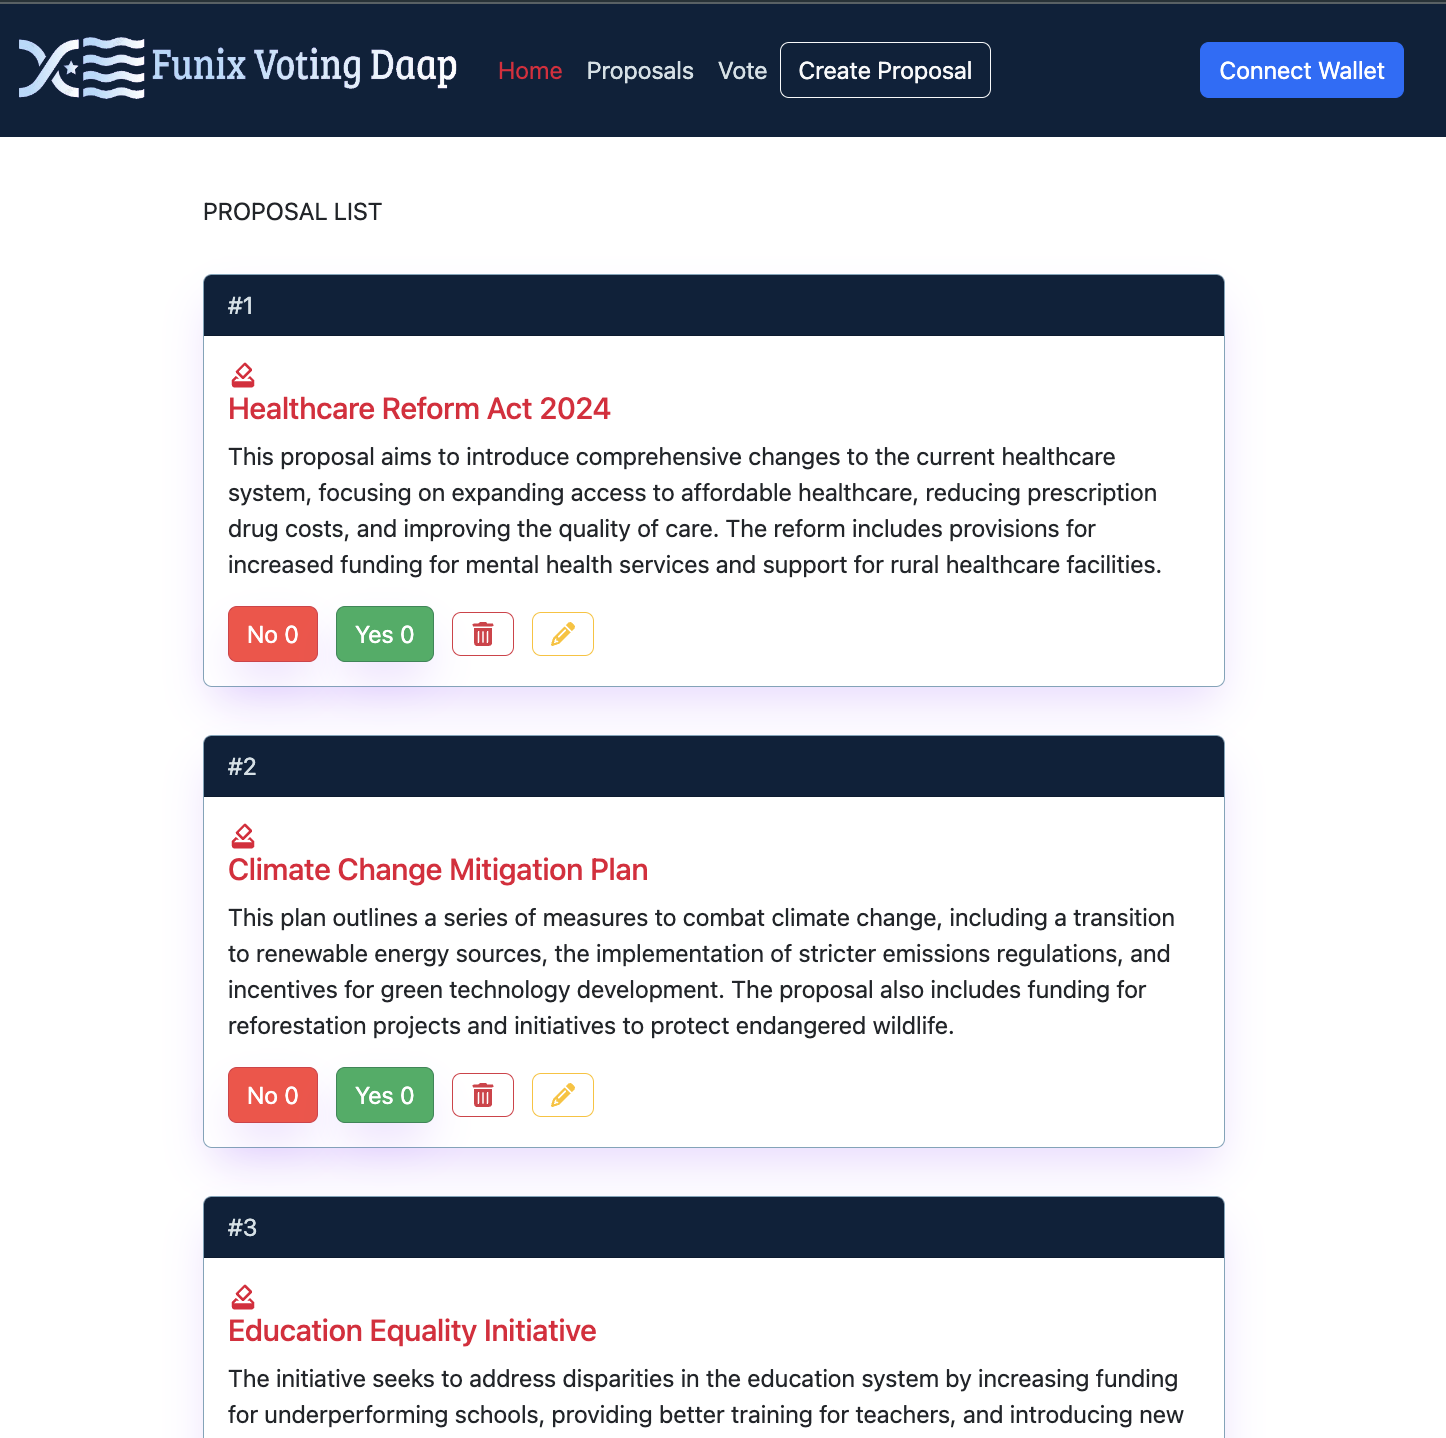 Funix Voting Daap
Home Proposals Vote Create Proposal Connect Wallet
PROPOSAL LIST
#1
Healthcare Reform Act 2024
This proposal aims to introduce comprehensive changes to the current healthcare
system, focusing on expanding access to affordable healthcare, reducing prescription
drug costs, and improving the quality of care. The reform includes provisions for
increased funding for mental health services and support for rural healthcare facilities.
No 0 Yes 0
#2
Climate Change Mitigation Plan
This plan outlines a series of measures to combat climate change, including a transition
to renewable energy sources, the implementation of stricter emissions regulations, and
incentives for green technology development. The proposal also includes funding for
reforestation projects and initiatives to protect endangered wildlife.
No 0 Yes 0
#3
Education Equality Initiative
The initiative seeks to address disparities in the education system by increasing funding
for underperforming schools, providing better training for teachers, and introducing new